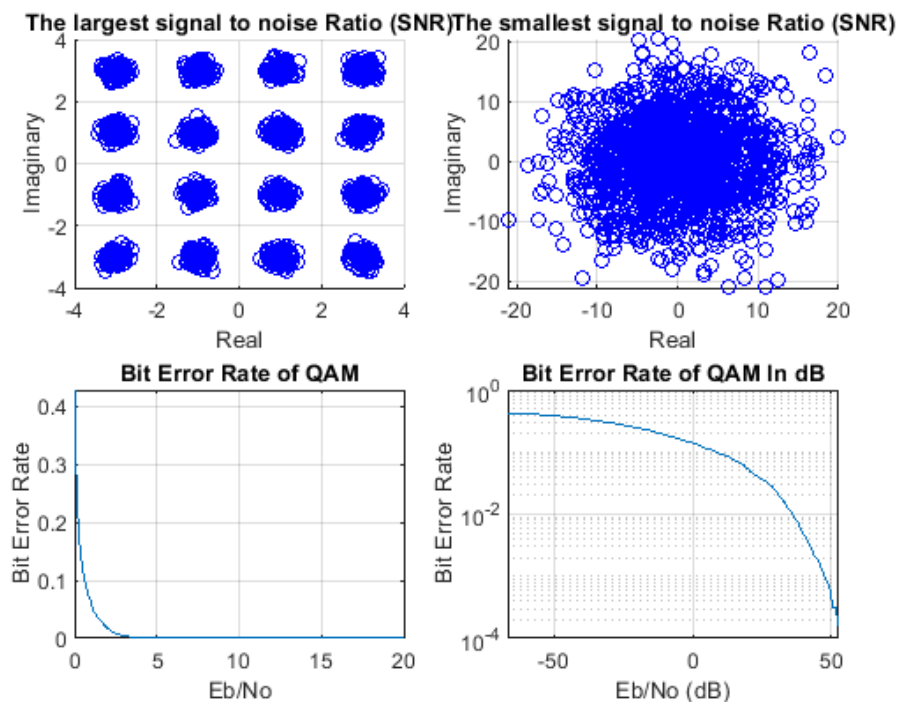 The largest signal to noise Ratio (SNR)
4
2
0
-2
-4
-4 -2 0 2 4
Imaginary
Real
The smallest signal to noise Ratio (SNR)
20
10
0
-10
-20
-20 -10 0 10 20
Imaginary
Real
Bit Error Rate of QAM
0.4
0.3
0.2
0.1
0
0 5 10 15 20
Bit Error Rate
Eb/No
Bit Error Rate of QAM In dB
10^0
10^-2
10^-4
-50 0 50
Bit Error Rate
Eb/No (dB)